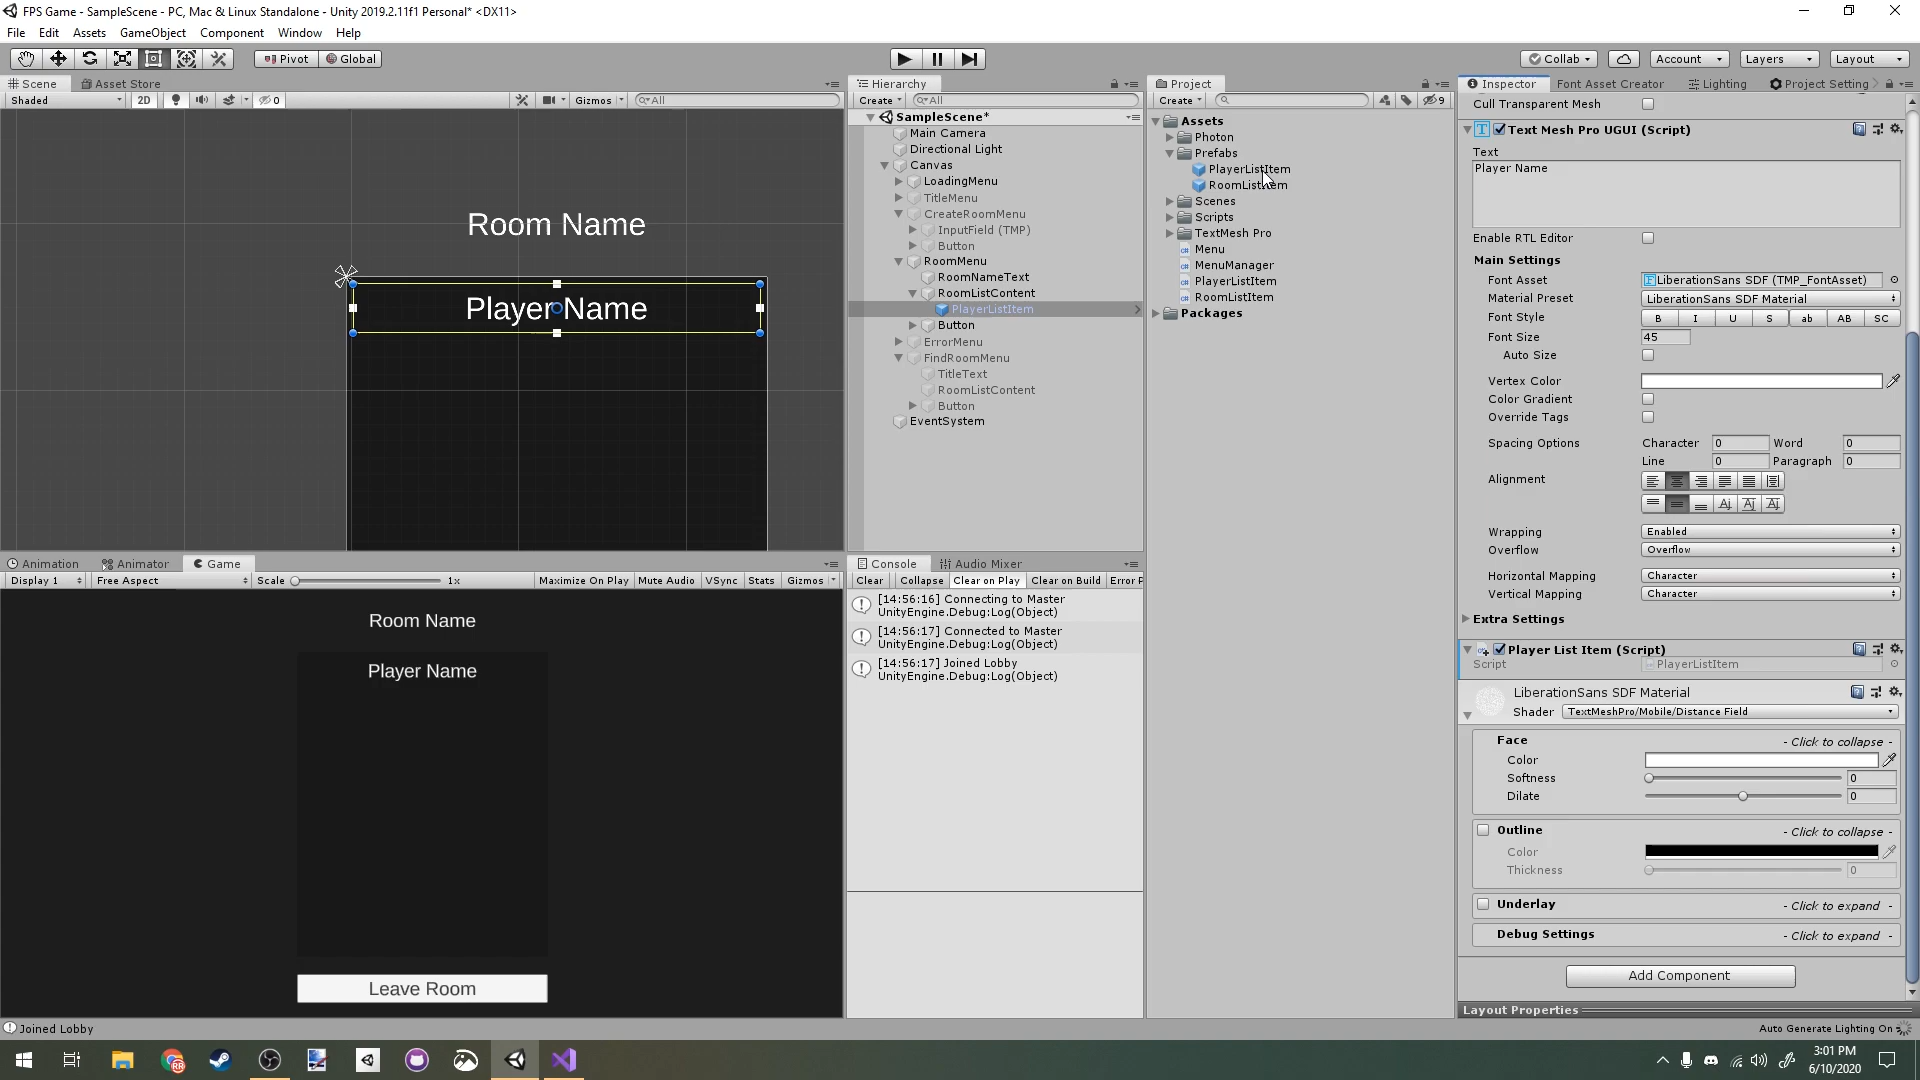 FPS Game - SampleScene - PC, Mac & Linux Standalone - Unity 2019.2.11f1 Personal* <DX11>
File Edit Assets GameObject Component Window Help
Pivot Global Collab Account Layers Layout
Scene Asset Store
Shaded 2D 0 Gizmos All
Room Name
Player Name
Animation Animator Game
Display 1 Free Aspect Scale 1x Maximize On Play Mute Audio VSync Stats Gizmos
Room Name
Player Name
Leave Room
Hierarchy
Create All
SampleScene*
Main Camera
Directional Light
Canvas
LoadingMenu
TitleMenu
CreateRoomMenu
InputField (TMP)
Button
RoomMenu
RoomNameText
RoomListContent
PlayerListItem
Button
ErrorMenu
FindRoomMenu
TitleText
RoomListContent
Button
EventSystem
Console Audio Mixer
Clear Collapse Clear on Play Clear on Build Error P
[14:56:16] Connecting to Master
UnityEngine.Debug:Log(Object)
[14:56:17] Connected to Master
UnityEngine.Debug:Log(Object)
[14:56:17] Joined Lobby
UnityEngine.Debug:Log(Object)
Project
Create 9
Assets
Photon
Prefabs
PlayerListItem
RoomListItem
Scenes
Scripts
TextMesh Pro
Menu
MenuManager
PlayerListItem
RoomListItem
Packages
Inspector Font Asset Creator Lighting Project Setting
Cull Transparent Mesh
Text Mesh Pro UGUI (Script)
Text
Player Name
Enable RTL Editor
Main Settings
Font Asset LiberationSans SDF (TMP_FontAsset)
Material Preset LiberationSans SDF Material
Font Style B I U S ab AB SC
Font Size 45
Auto Size
Vertex Color
Color Gradient
Override Tags
Spacing Options Character 0 Word 0
Line 0 Paragraph 0
Alignment
Wrapping Enabled
Overflow Overflow
Horizontal Mapping Character
Vertical Mapping Character
Extra Settings
Player List Item (Script)
Script PlayerListItem
LiberationSans SDF Material
Shader TextMeshPro/Mobile/Distance Field
Face - Click to collapse -
Color
Softness 0
Dilate 0
Outline - Click to collapse -
Color
Thickness 0
Underlay - Click to expand -
Debug Settings - Click to expand -
Add Component
Layout Properties
Joined Lobby
Auto Generate Lighting On
3:01 PM
6/10/2020